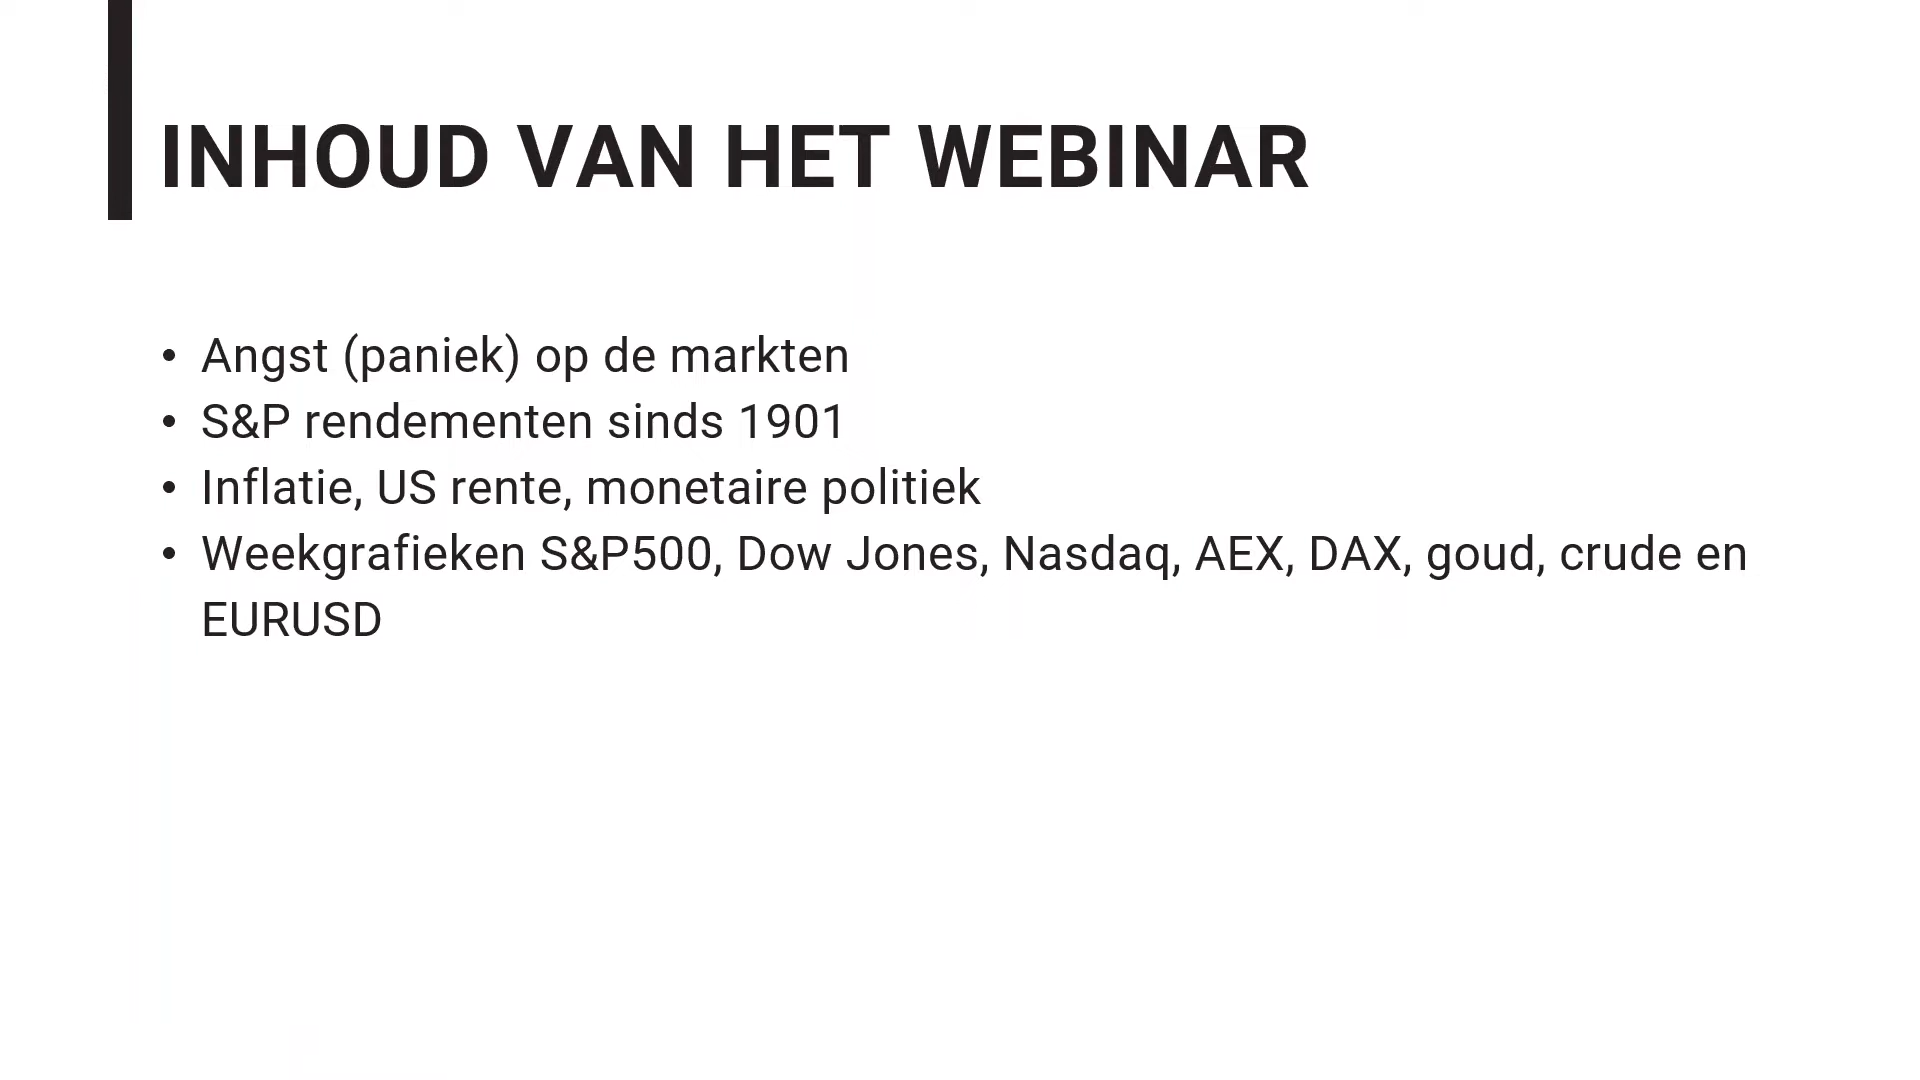 INHOUD VAN HET WEBINAR
• Angst (paniek) op de markten
• S&P rendementen sinds 1901
• Inflatie, US rente, monetaire politiek
• Weekgrafieken S&P500, Dow Jones, Nasdaq, AEX, DAX, goud, crude en
EURUSD